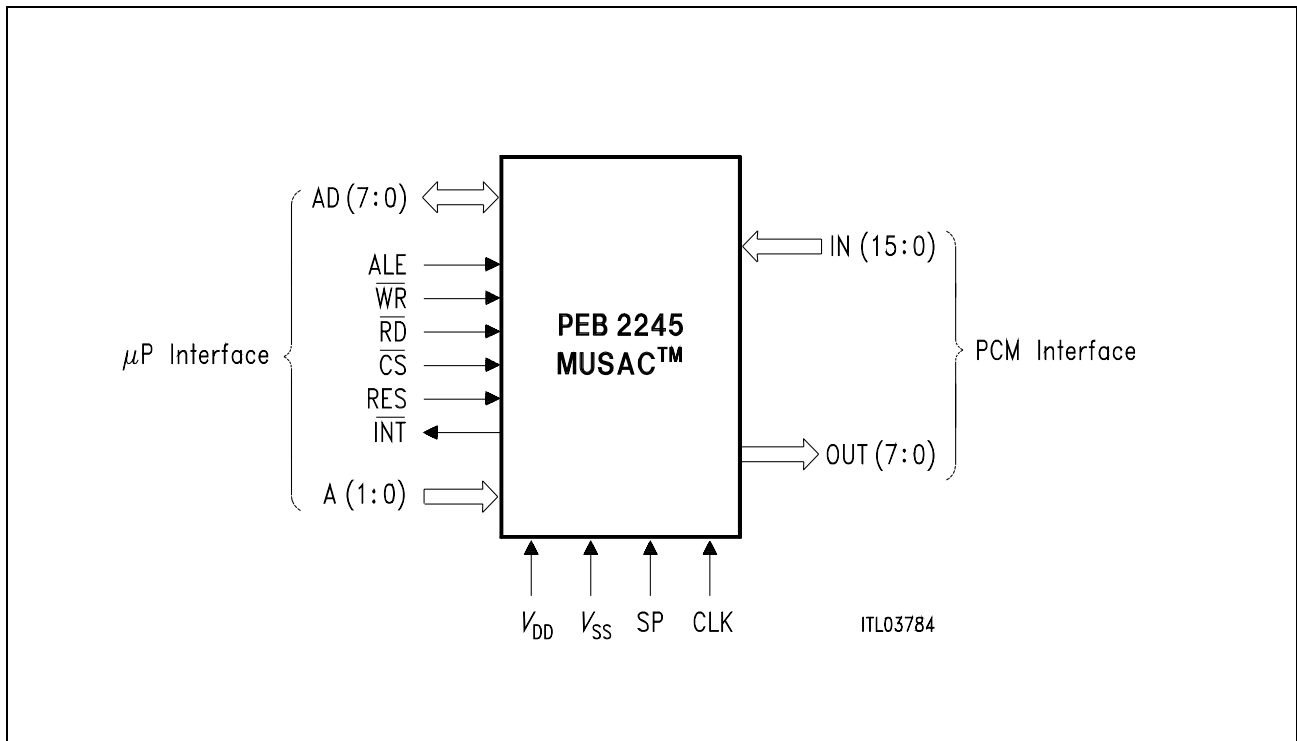 AD (7:0)
ALE
WR
RD
CS
RES
INT
A (1:0)
μP Interface
PEB 2245
MUSAC™
IN (15:0)
OUT (7:0)
PCM Interface
VDD
VSS
SP
CLK
ITL03784